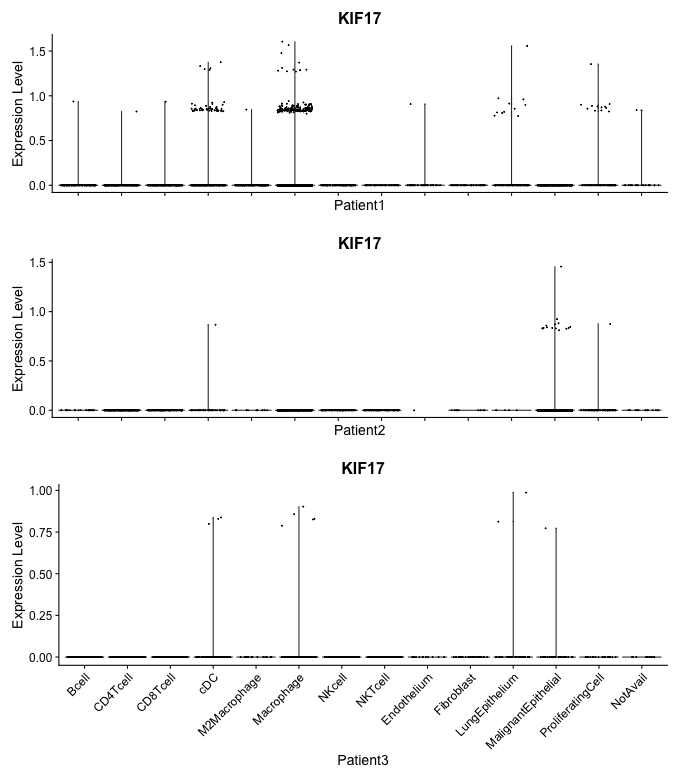 KIF17
Expression Level
1.5
1.0
0.5
0.0
Patient1
KIF17
Expression Level
1.5
1.0
0.5
0.0
Patient2
KIF17
Expression Level
1.00
0.75
0.50
0.25
0.00
Bcell
CD4Tcell
CD8Tcell
cDC
M2Macrophage
Macrophage
NKcell
NKTcell
Endothelium
Fibroblast
LungEpithelium
MalignantEpithelial
ProliferatingCell
NotAvail
Patient3